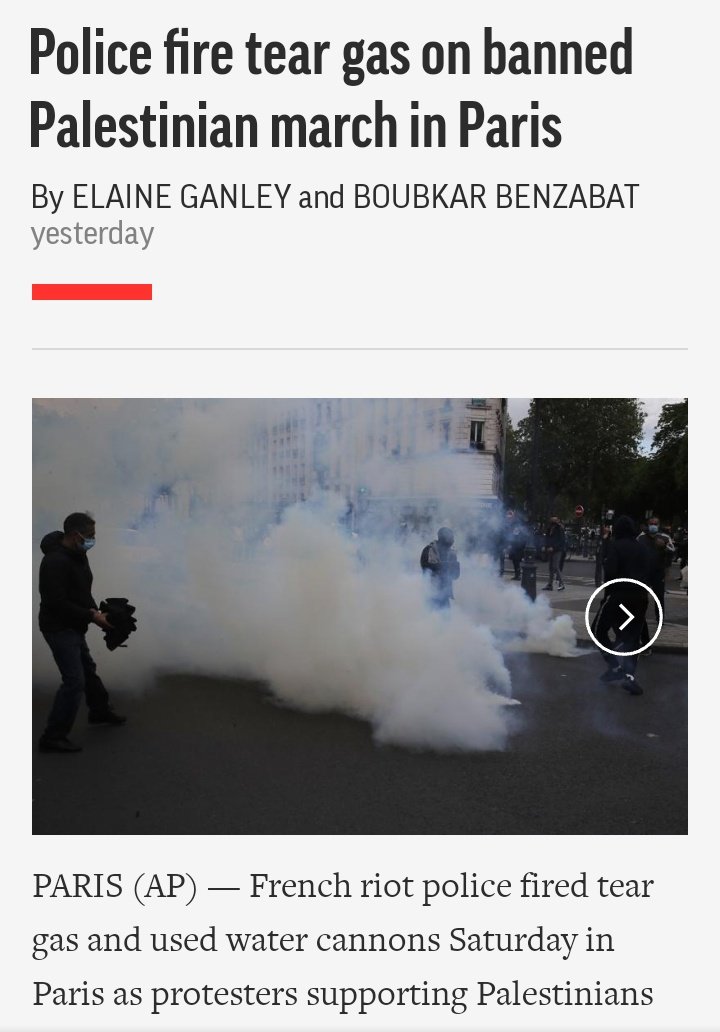 Police fire tear gas on banned
Palestinian march in Paris
By ELAINE GANLEY and BOUBKAR BENZABAT
yesterday
PARIS (AP) — French riot police fired tear
gas and used water cannons Saturday in
Paris as protesters supporting Palestinians